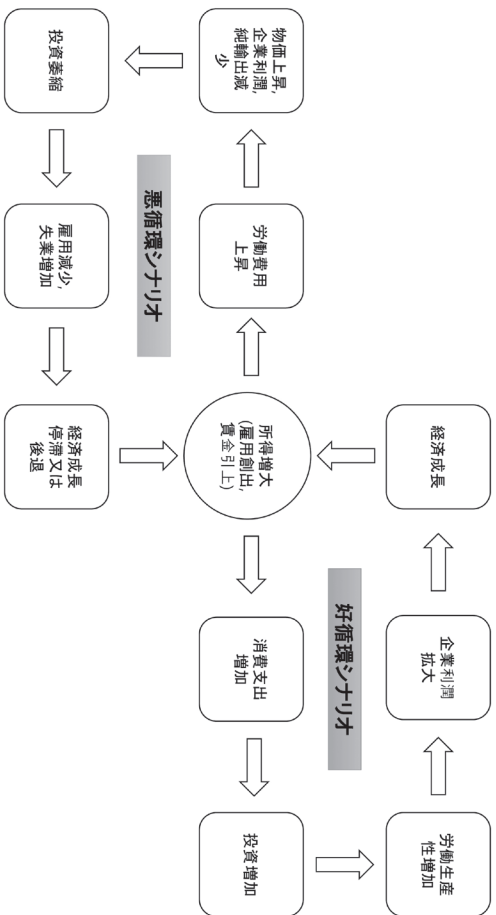 経済成長
企業利潤
拡大
労働生産
性増加
好循環シナリオ
物価上昇,
企業利潤,
純輸出減
少
労働費用
上昇
所得増大
(雇用創出,
賃金引上)
消費支出
増加
投資増加
悪循環シナリオ
投資萎縮
雇用減少,
失業増加
経済成長
停滞又は
後退